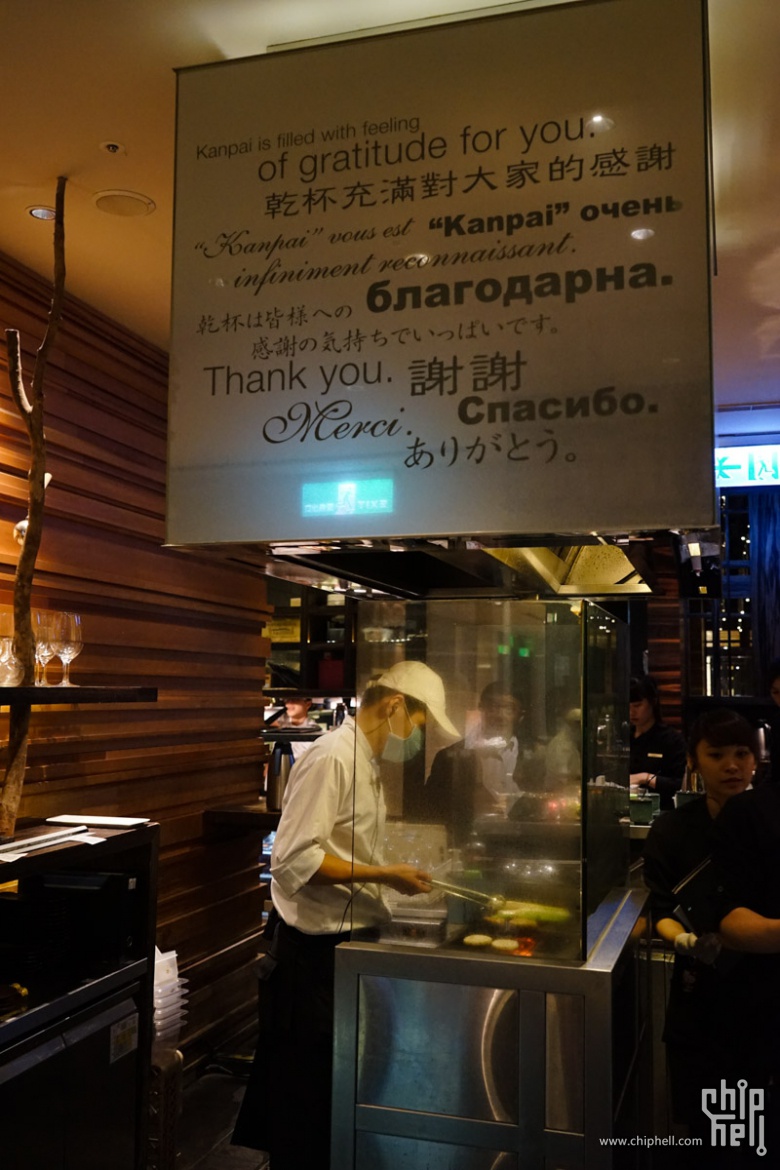 Kanpai is filled with feeling
of gratitude for you.
乾杯充滿對大家的感謝
“Kanpai” vous est
infiniment reconnaissant.
“Kanpai” очень
благодарна.
乾杯は皆様への
感謝の気持ちでいっぱいです。
Thank you. 謝謝
Merci.
Спасибо.
ありがとう。
www.chiphell.com
chip
hell